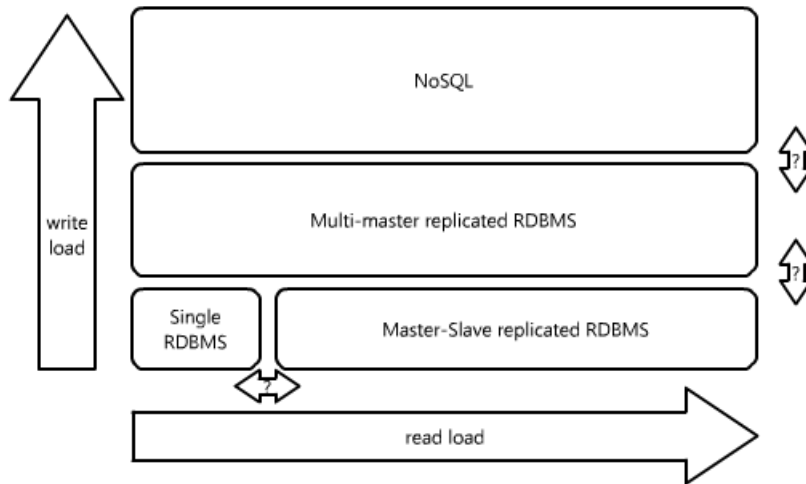 NoSQL
?
write
load
Multi-master replicated RDBMS
?
Single
RDBMS
Master-Slave replicated RDBMS
?
read load